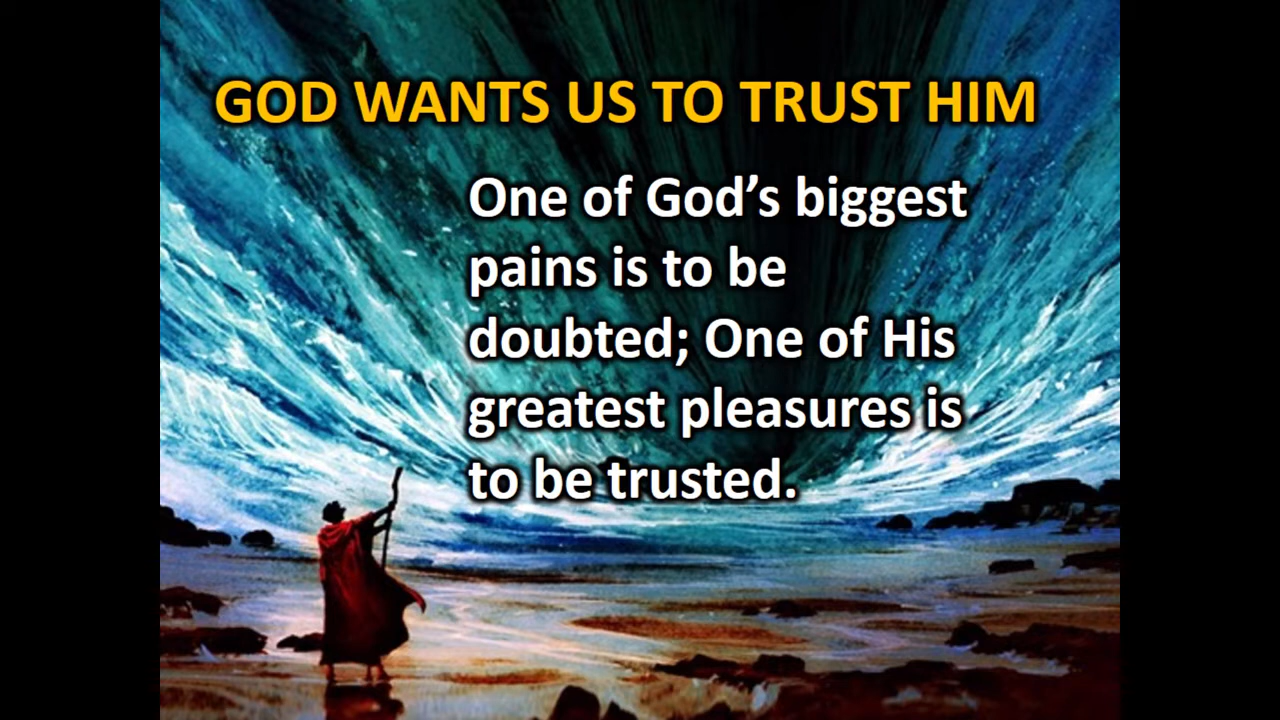 GOD WANTS US TO TRUST HIM
One of God’s biggest
pains is to be
doubted; One of His
greatest pleasures is
to be trusted.